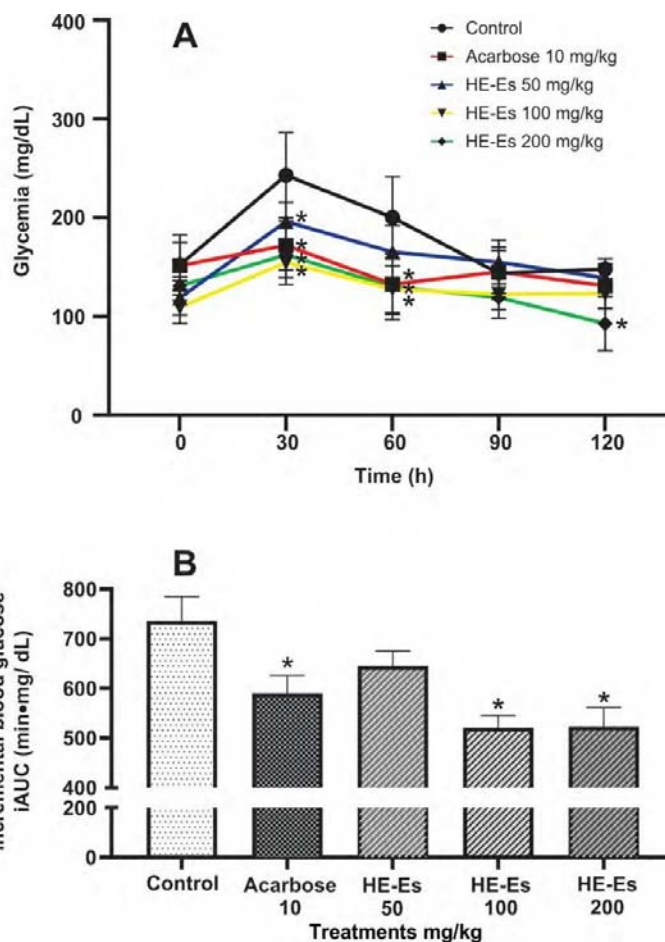 A
Control
Acarbose 10 mg/kg
HE-Es 50 mg/kg
HE-Es 100 mg/kg
HE-Es 200 mg/kg
Glycemia (mg/dL)
400
300
200
100
0
*
*
*
*
*
*
*
*
0 30 60 90 120
Time (h)
B
Incremental blood glucose
iAUC (min•mg/ dL)
800
700
600
500
400
200
0
*
*
*
Control Acarbose HE-Es HE-Es HE-Es
10 50 100 200
Treatments mg/kg